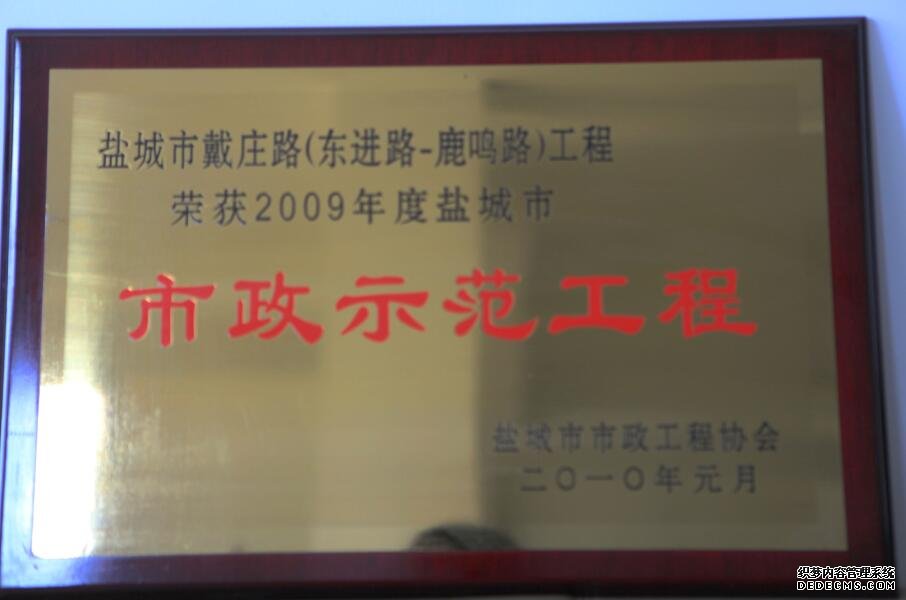 盐城市戴庄路(东进路-鹿鸣路)工程
荣获2009年度盐城市
市政示范工程
盐城市市政工程协会
二〇一〇年元月
织梦内容管理系统
DEDECMS.COM